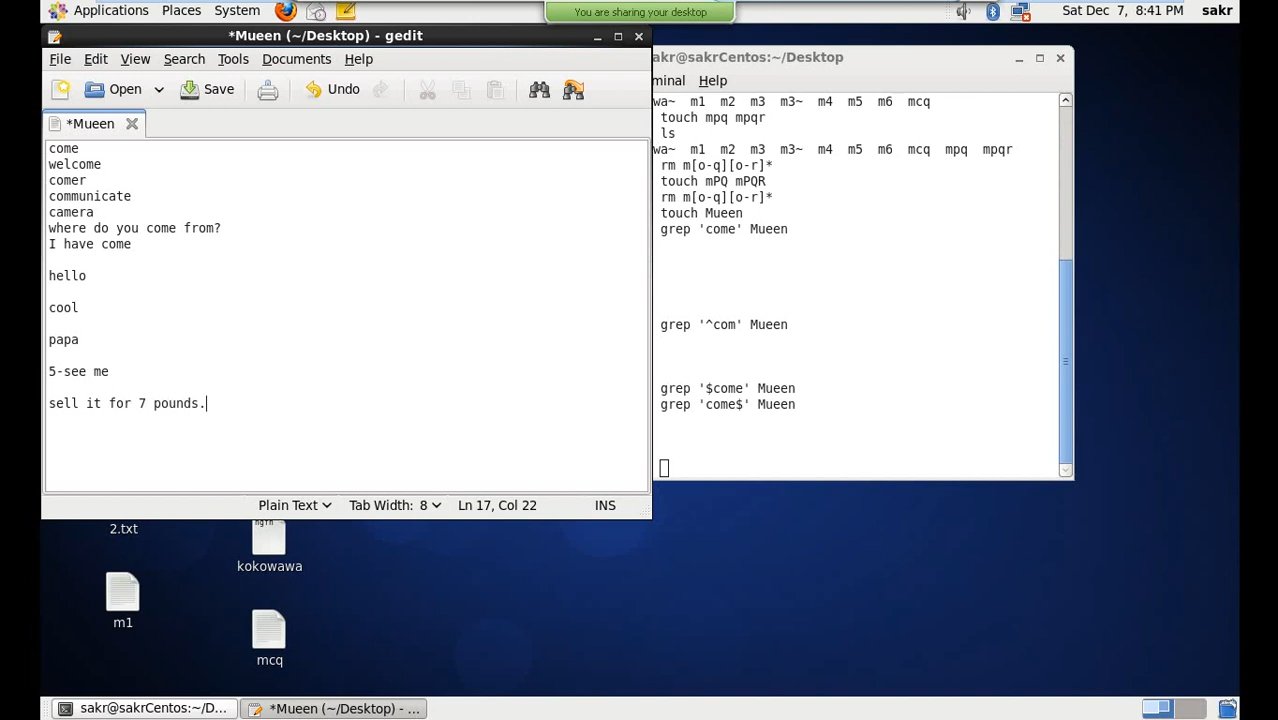 Applications Places System
You are sharing your desktop
Sat Dec 7, 8:41 PM sakr
*Mueen (~/Desktop) - gedit
File Edit View Search Tools Documents Help
Open Save Undo
*Mueen
come
welcome
comer
communicate
camera
where do you come from?
I have come
hello
cool
papa
5-see me
sell it for 7 pounds.
Plain Text Tab Width: 8 Ln 17, Col 22 INS
akr@sakrCentos:~/Desktop
minal Help
wa~ m1 m2 m3 m3~ m4 m5 m6 mcq
touch mpq mpqr
ls
wa~ m1 m2 m3 m3~ m4 m5 m6 mcq mpq mpqr
rm m[o-q][o-r]*
touch mPQ mPQR
rm m[o-q][o-r]*
touch Mueen
grep 'come' Mueen
grep '^com' Mueen
grep '$come' Mueen
grep 'come$' Mueen
2.txt
kokowawa
m1
mcq
sakr@sakrCentos:~/D...
*Mueen (~/Desktop) - ...